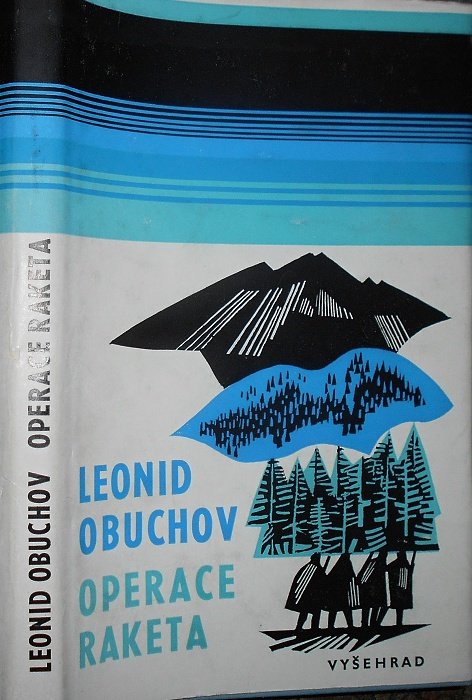 LEONID OBUCHOV OPERACE RAKETA
LEONID
OBUCHOV
OPERACE
RAKETA
VYŠEHRAD